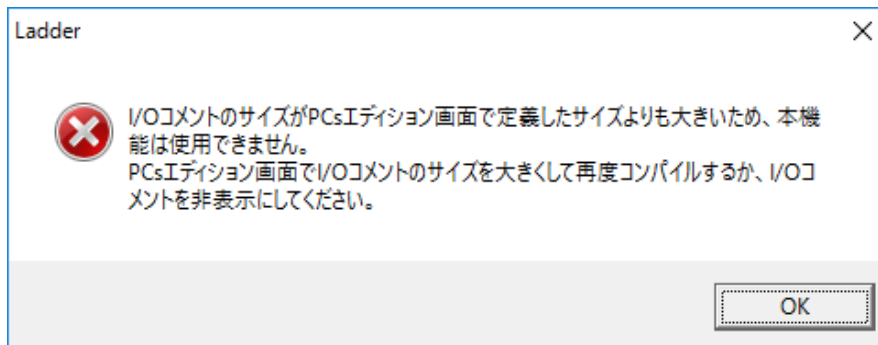 Ladder
I/OコメントのサイズがPCsエディション画面で定義したサイズよりも大きいため、本機
能は使用できません。
PCsエディション画面でI/Oコメントのサイズを大きくして再度コンパイルするか、I/Oコ
メントを非表示にしてください。
OK